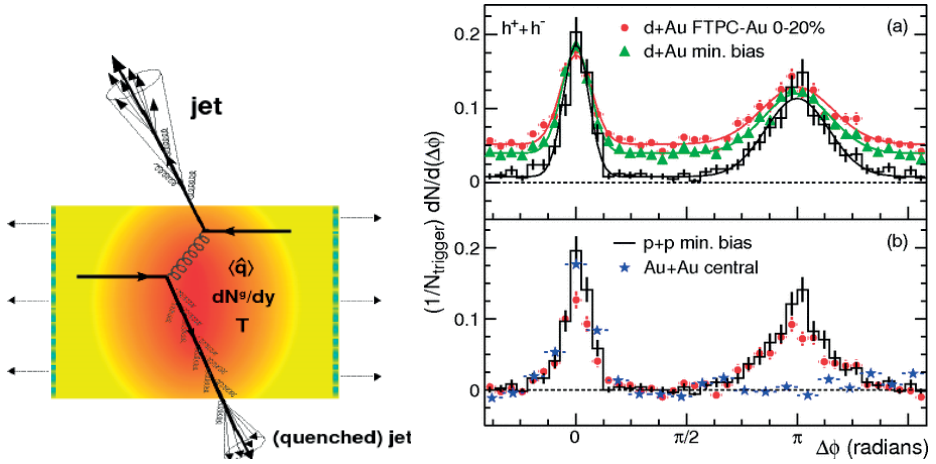 jet
⟨q̂⟩
dNᵍ/dy
T
(quenched) jet
(1/N_trigger) dN/d(Δφ)
h⁺+h⁻
d+Au FTPC-Au 0-20%
d+Au min. bias
(a)
0.2
0.1
0
p+p min. bias
Au+Au central
(b)
0.2
0.1
0
0
π/2
π
Δφ (radians)